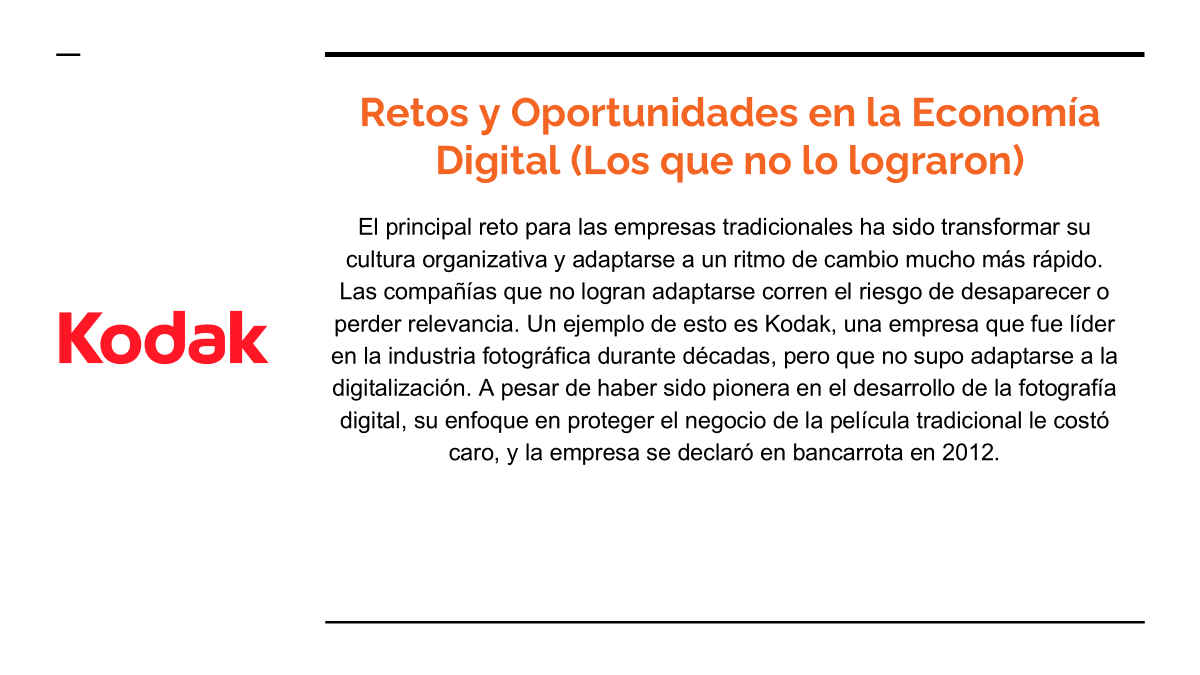 Retos y Oportunidades en la Economía
Digital (Los que no lo lograron)
Kodak
El principal reto para las empresas tradicionales ha sido transformar su
cultura organizativa y adaptarse a un ritmo de cambio mucho más rápido.
Las compañías que no logran adaptarse corren el riesgo de desaparecer o
perder relevancia. Un ejemplo de esto es Kodak, una empresa que fue líder
en la industria fotográfica durante décadas, pero que no supo adaptarse a la
digitalización. A pesar de haber sido pionera en el desarrollo de la fotografía
digital, su enfoque en proteger el negocio de la película tradicional le costó
caro, y la empresa se declaró en bancarrota en 2012.